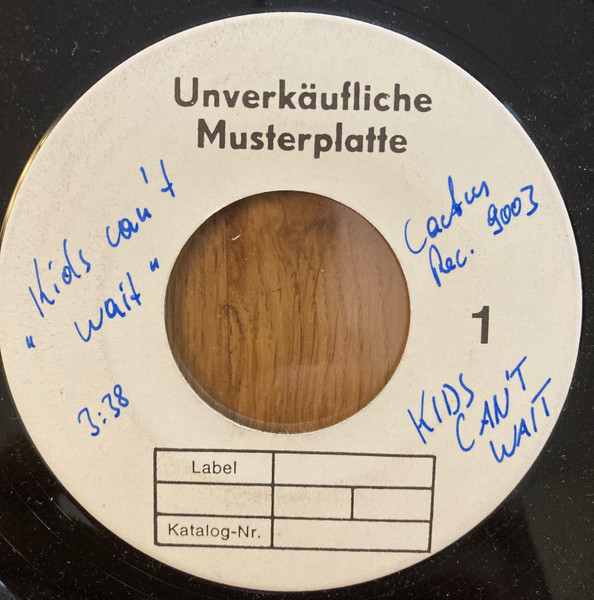 Unverkäufliche
Musterplatte
Kids can't
" wait "
3:38
Cactus
Rec. 9003
1
KIDS
CAN'T
WAIT
Label
Katalog-Nr.